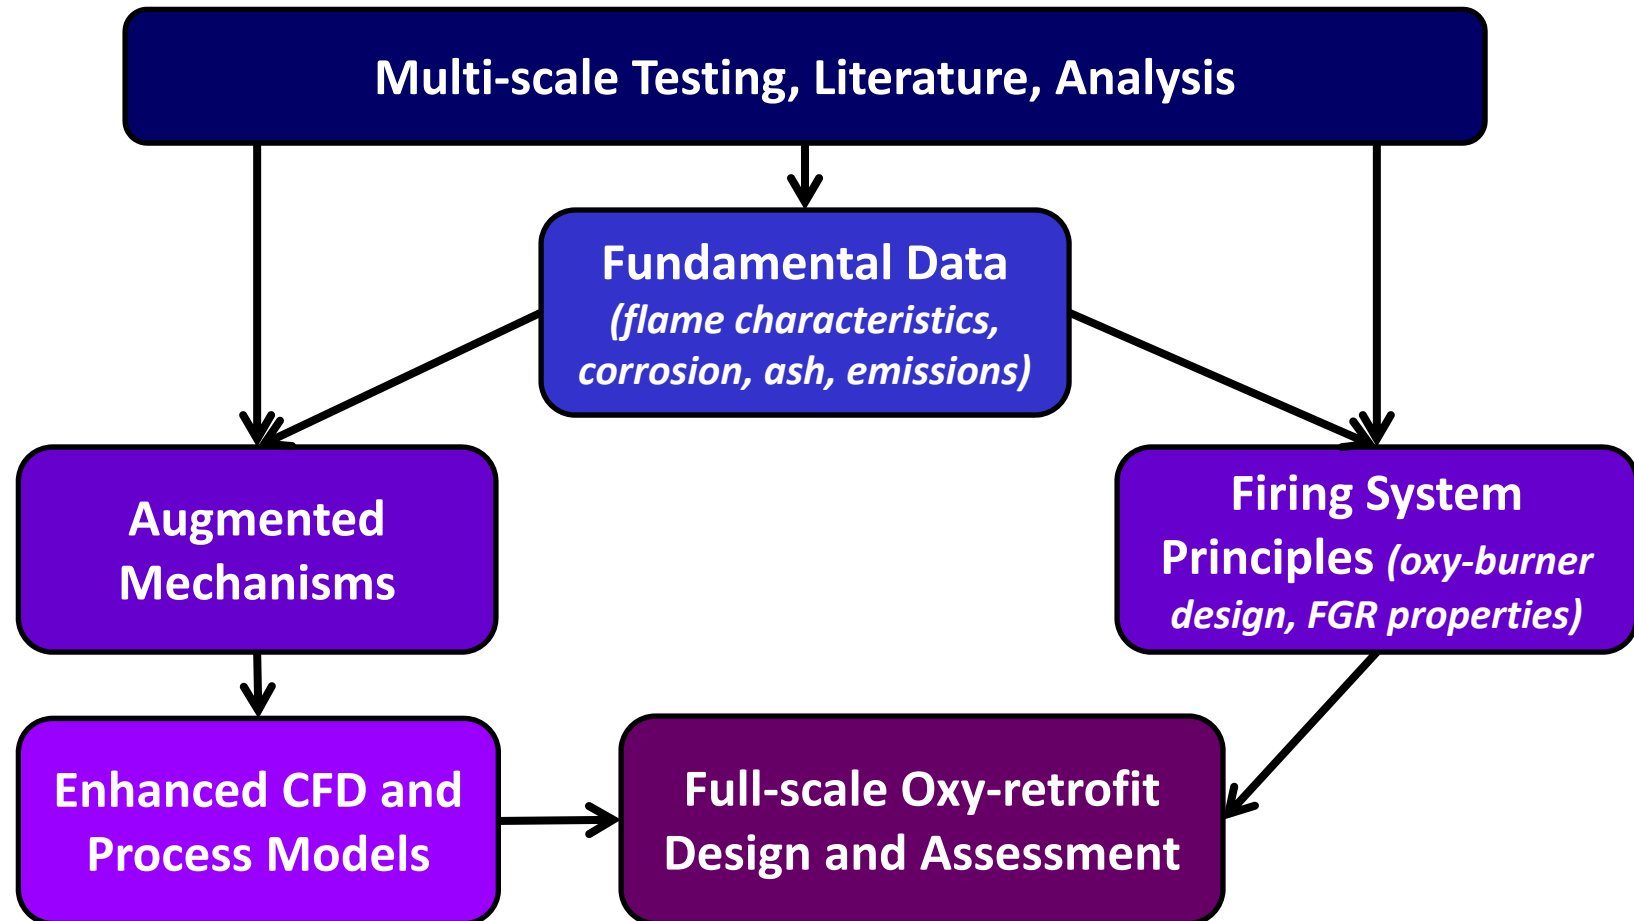 Multi-scale Testing, Literature, Analysis
Fundamental Data
(flame characteristics,
corrosion, ash, emissions)
Augmented
Mechanisms
Firing System
Principles (oxy-burner
design, FGR properties)
Enhanced CFD and
Process Models
Full-scale Oxy-retrofit
Design and Assessment